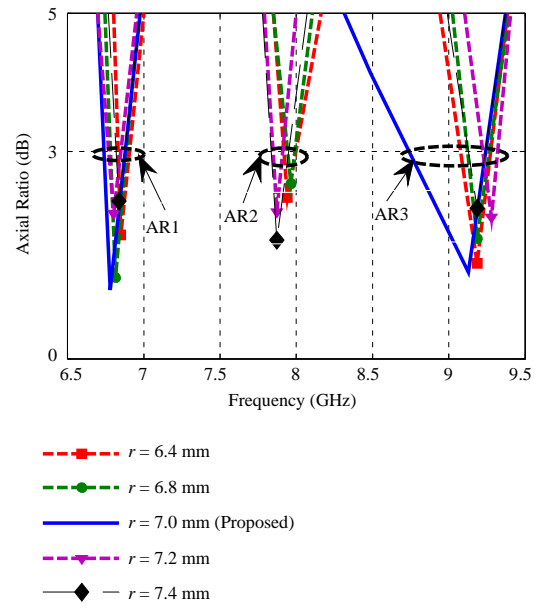 5
3
0
Axial Ratio (dB)
AR1
AR2
AR3
6.5
7
7.5
8
8.5
9
9.5
Frequency (GHz)
r = 6.4 mm
r = 6.8 mm
r = 7.0 mm (Proposed)
r = 7.2 mm
r = 7.4 mm